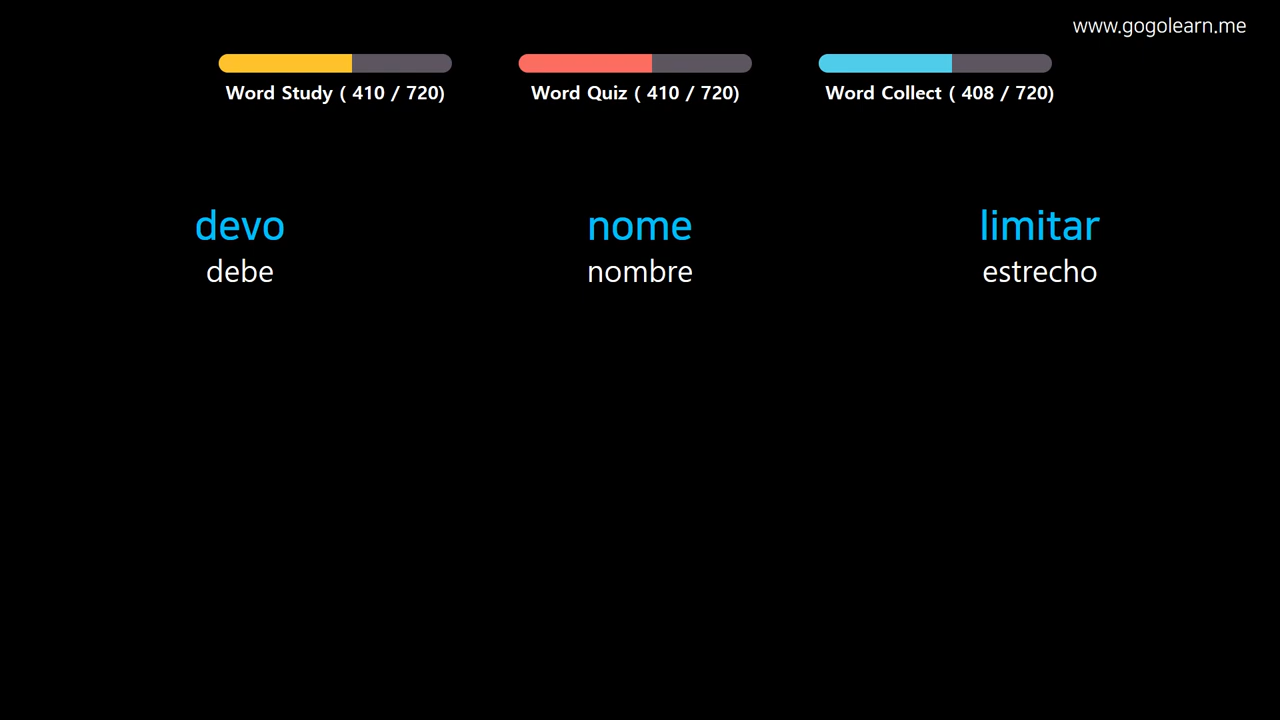 www.gogolearn.me
Word Study ( 410 / 720)
Word Quiz ( 410 / 720)
Word Collect ( 408 / 720)
devo
debe
nome
nombre
limitar
estrecho